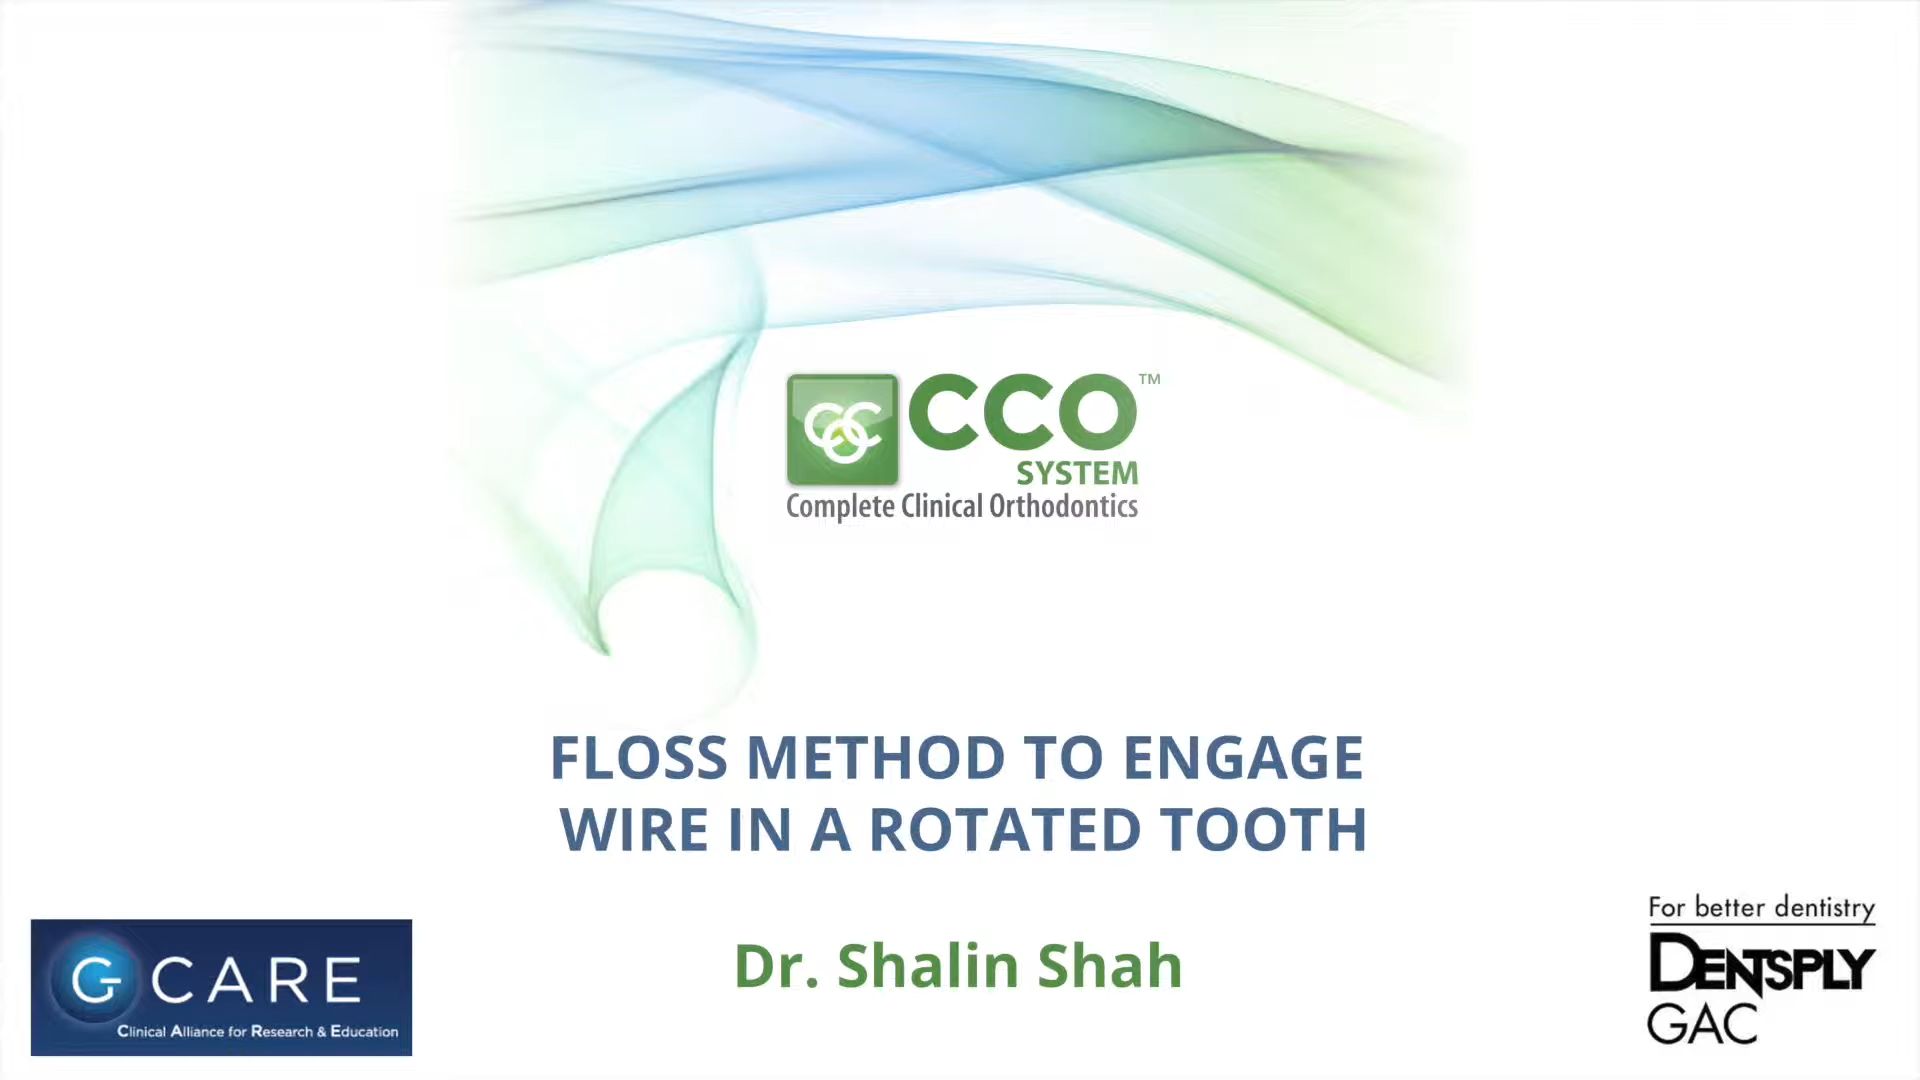 CCO™
SYSTEM
Complete Clinical Orthodontics
FLOSS METHOD TO ENGAGE
WIRE IN A ROTATED TOOTH
Dr. Shalin Shah
G CARE
Clinical Alliance for Research & Education
For better dentistry
DENTSPLY
GAC